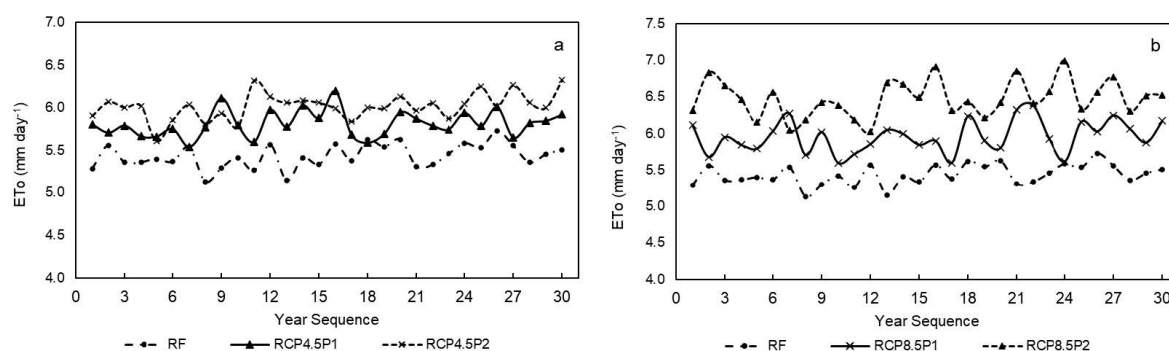 a
7.0
6.5
6.0
5.5
5.0
4.5
4.0
ETo (mm day⁻¹)
0 3 6 9 12 15 18 21 24 27 30
Year Sequence
RF RCP4.5P1 RCP4.5P2
b
7.5
7.0
6.5
6.0
5.5
5.0
4.5
4.0
ETo (mm day⁻¹)
0 3 6 9 12 15 18 21 24 27 30
Year Sequence
RF RCP8.5P1 RCP8.5P2